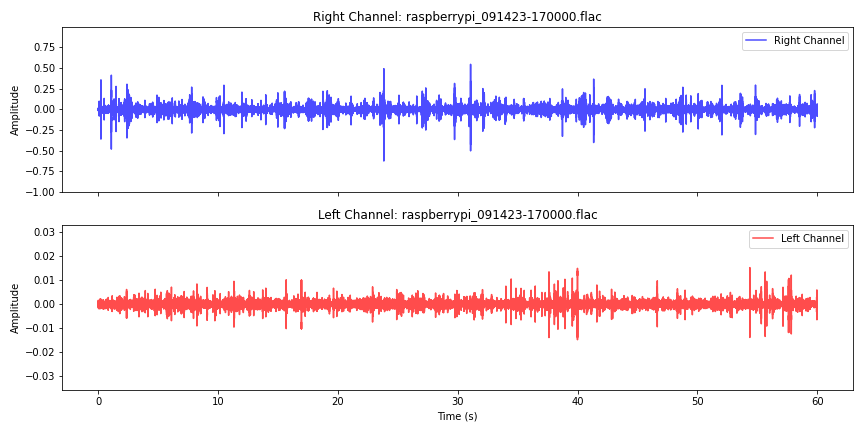 Right Channel: raspberrypi_091423-170000.flac
Right Channel
Amplitude
0.75
0.50
0.25
0.00
−0.25
−0.50
−0.75
−1.00
Left Channel: raspberrypi_091423-170000.flac
Left Channel
Amplitude
0.03
0.02
0.01
0.00
−0.01
−0.02
−0.03
0 10 20 30 40 50 60
Time (s)